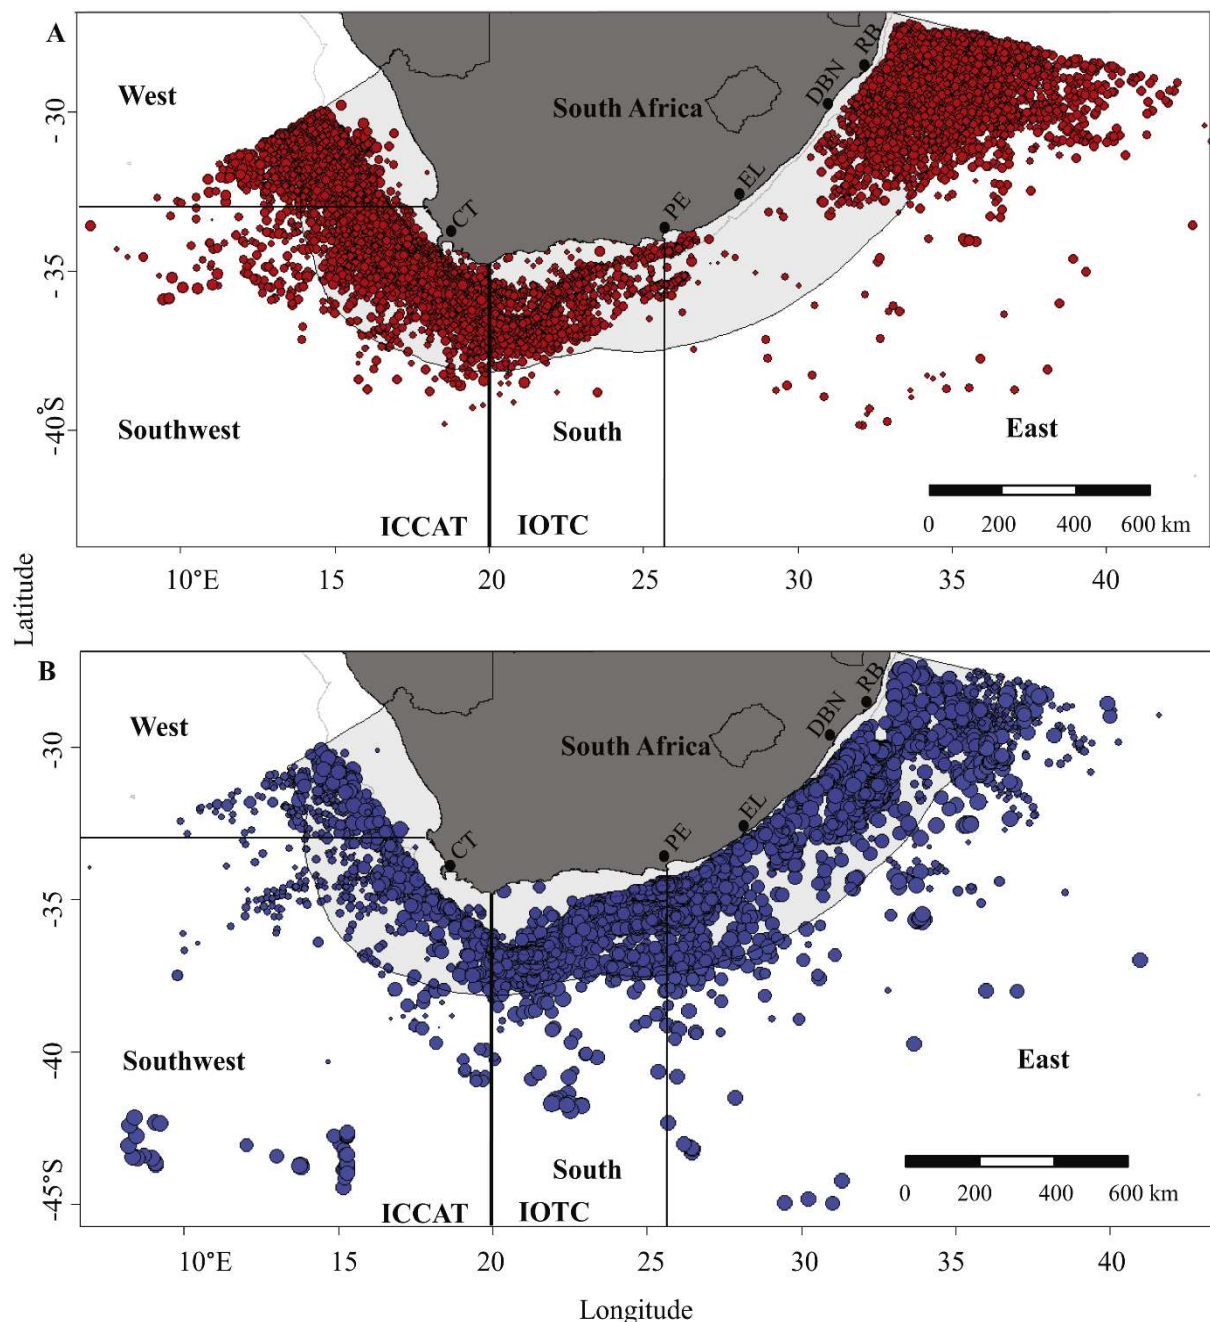 A
West
-30
South Africa
DBN
RB
EL
PE
CT
-35
-40°S
Southwest
South
East
ICCAT
IOTC
0 200 400 600 km
10°E 15 20 25 30 35 40
Latitude
B
West
-30
South Africa
DBN
RB
EL
PE
CT
-35
-40
Southwest
East
South
-45°S
ICCAT
IOTC
0 200 400 600 km
10°E 15 20 25 30 35 40
Longitude